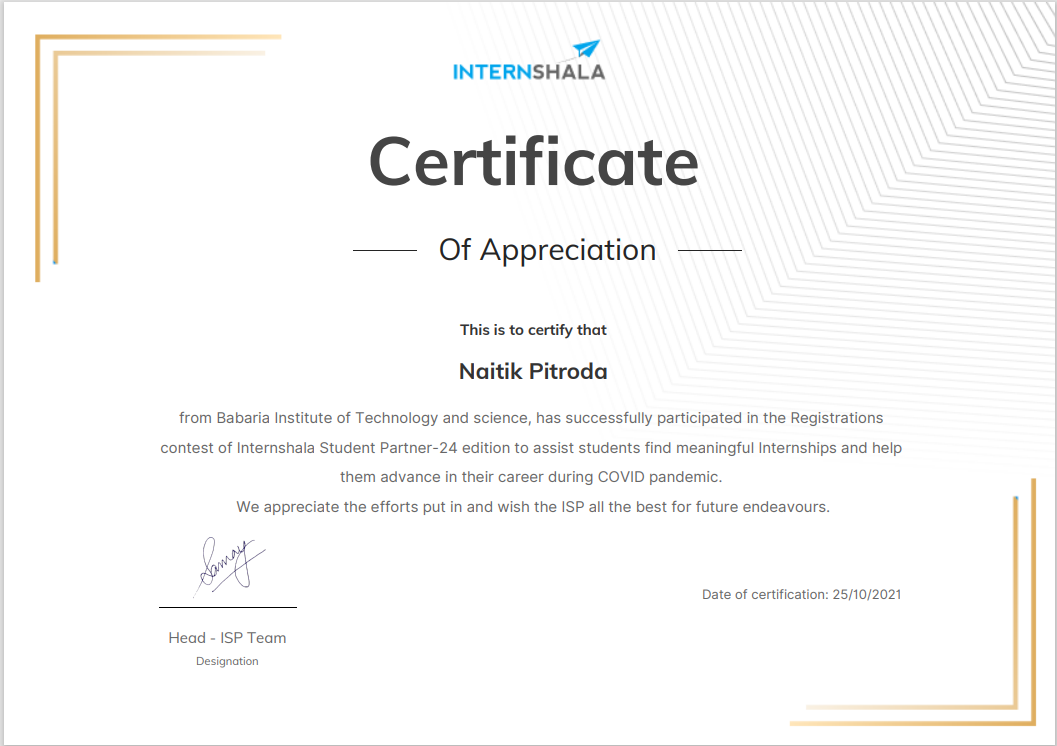 INTERNSHALA
Certificate
Of Appreciation
This is to certify that
Naitik Pitroda
from Babaria Institute of Technology and science, has successfully participated in the Registrations
contest of Internshala Student Partner-24 edition to assist students find meaningful Internships and help
them advance in their career during COVID pandemic.
We appreciate the efforts put in and wish the ISP all the best for future endeavours.
Samay
Date of certification: 25/10/2021
Head - ISP Team
Designation